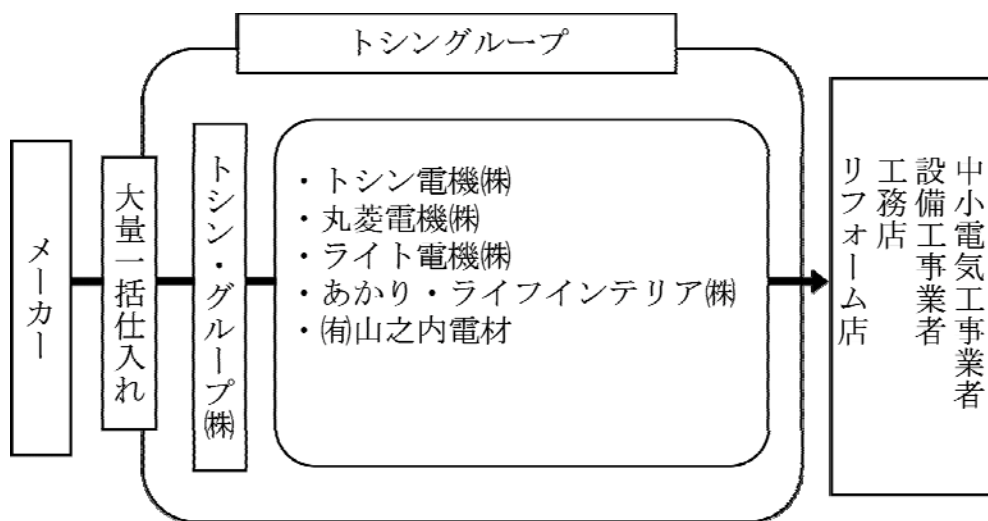 トシングループ
メーカー
大量一括仕入れ
トシン・グループ㈱
・トシン電機㈱
・丸菱電機㈱
・ライト電機㈱
・あかり・ライフインテリア㈱
・㈲山之内電材
中小電気工事業者
設備工事業者
工務店
リフォーム店